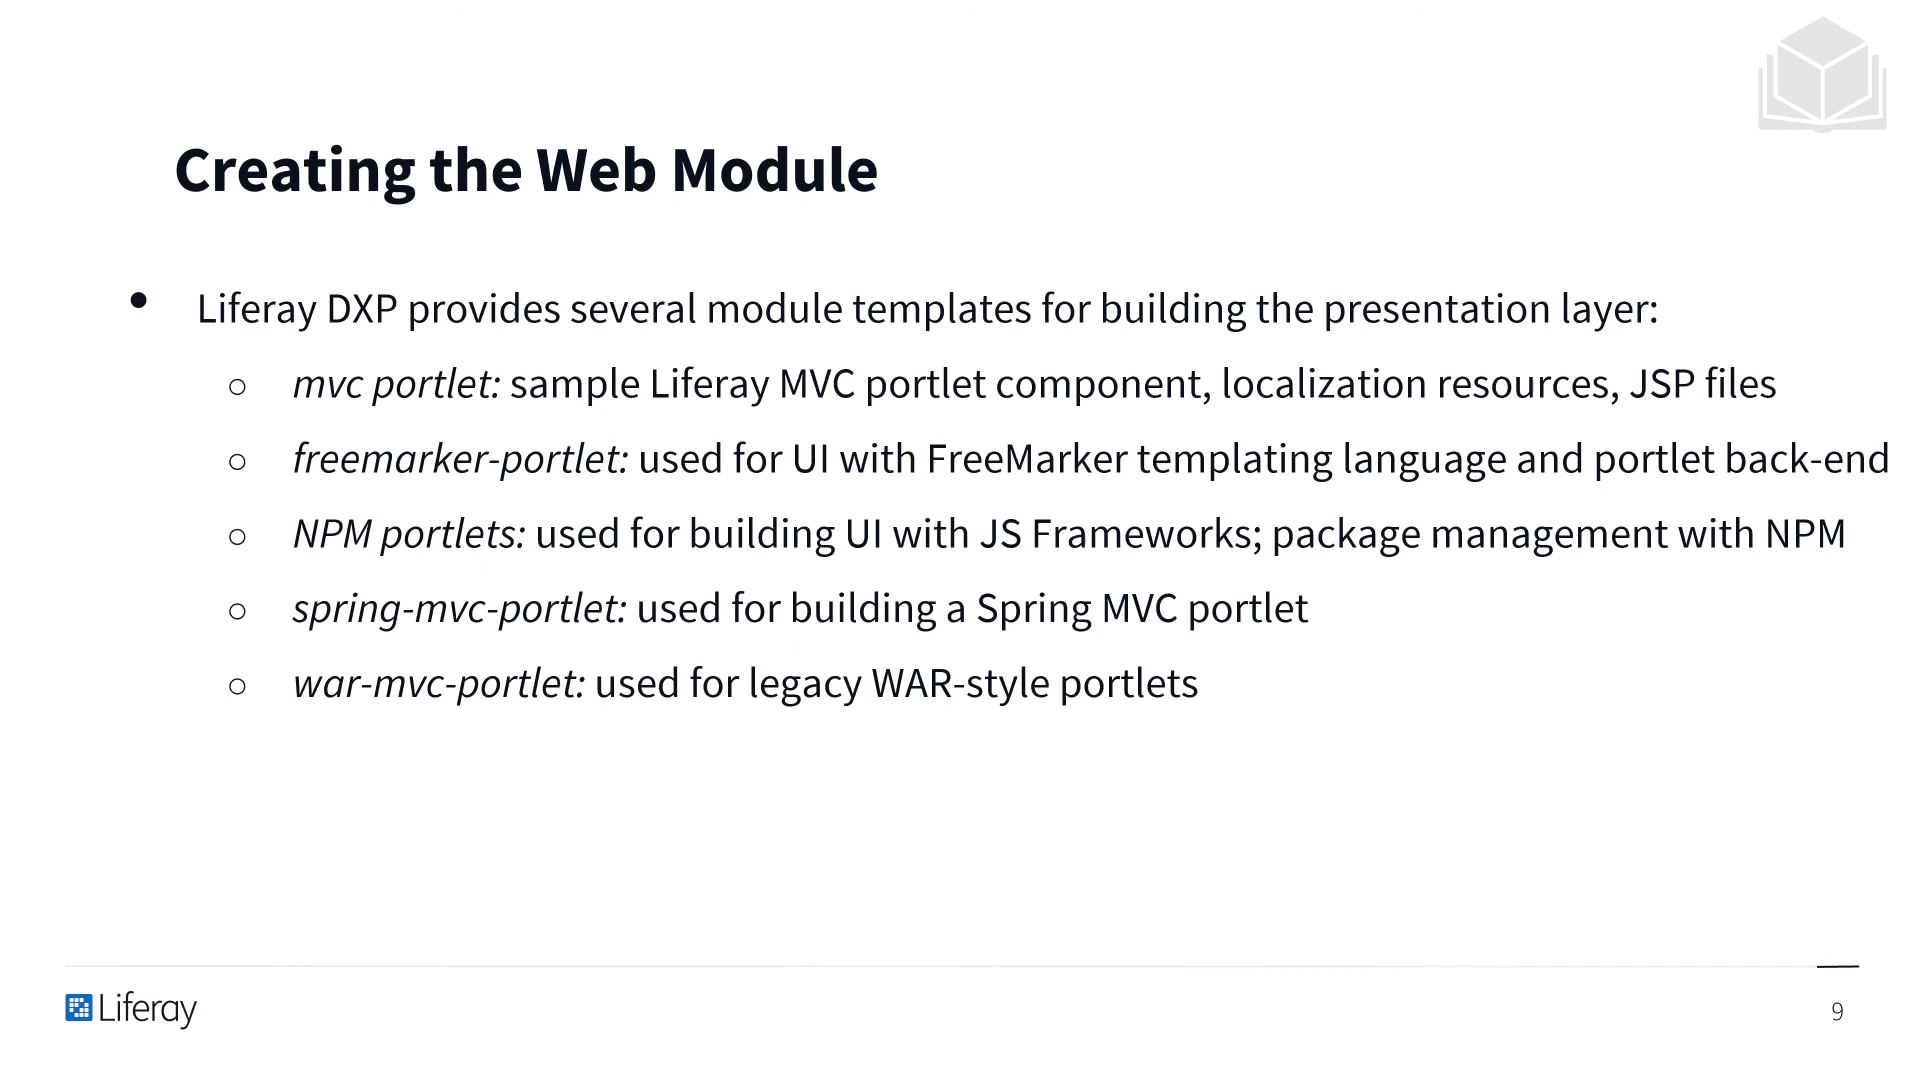 Creating the Web Module
• Liferay DXP provides several module templates for building the presentation layer:
○ mvc portlet: sample Liferay MVC portlet component, localization resources, JSP files
○ freemarker-portlet: used for UI with FreeMarker templating language and portlet back-end
○ NPM portlets: used for building UI with JS Frameworks; package management with NPM
○ spring-mvc-portlet: used for building a Spring MVC portlet
○ war-mvc-portlet: used for legacy WAR-style portlets
Liferay
9